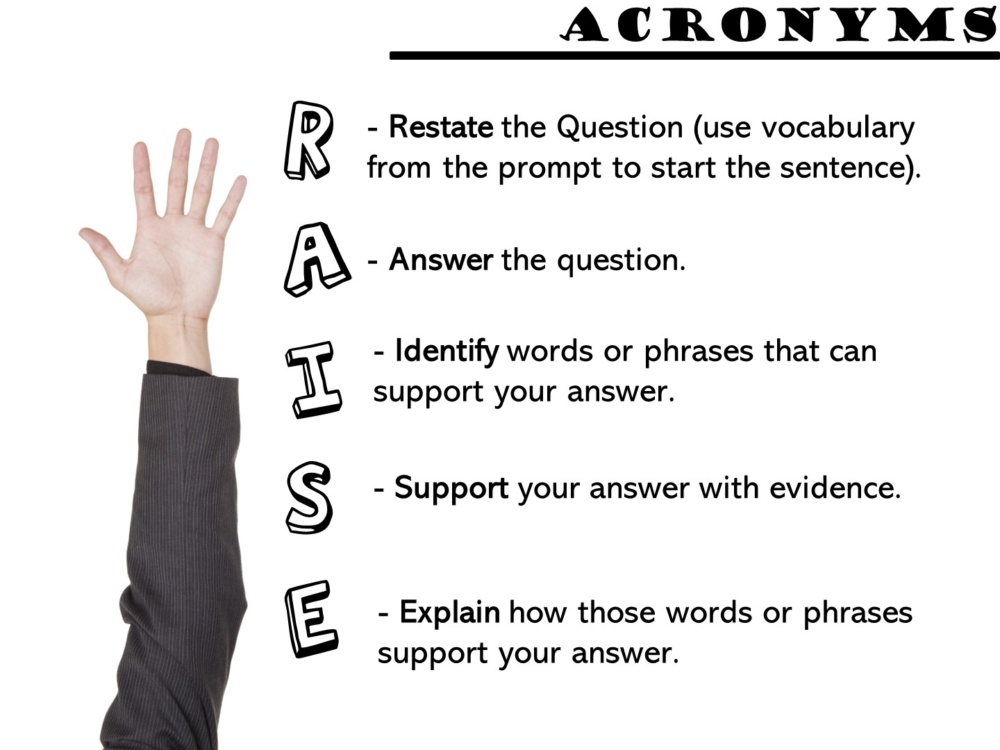 ACRONYMS
R - Restate the Question (use vocabulary
from the prompt to start the sentence).
A - Answer the question.
I - Identify words or phrases that can
support your answer.
S - Support your answer with evidence.
E - Explain how those words or phrases
support your answer.